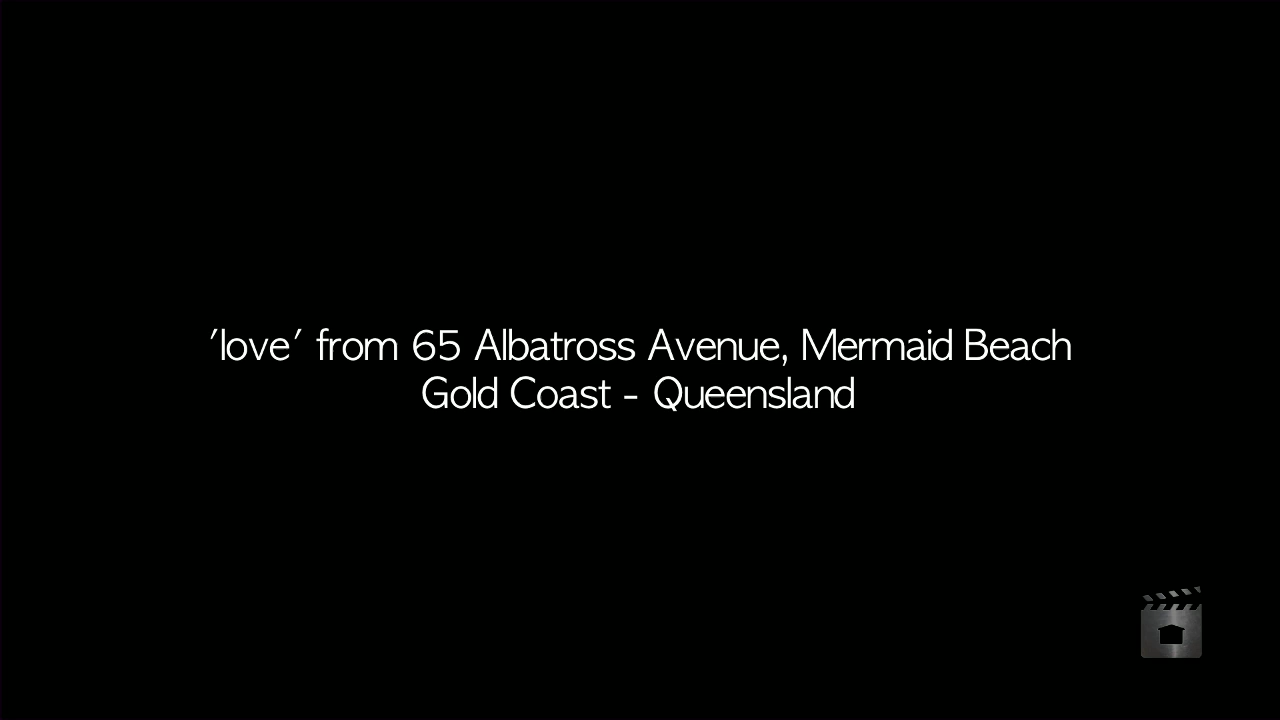 'love' from 65 Albatross Avenue, Mermaid Beach
Gold Coast - Queensland